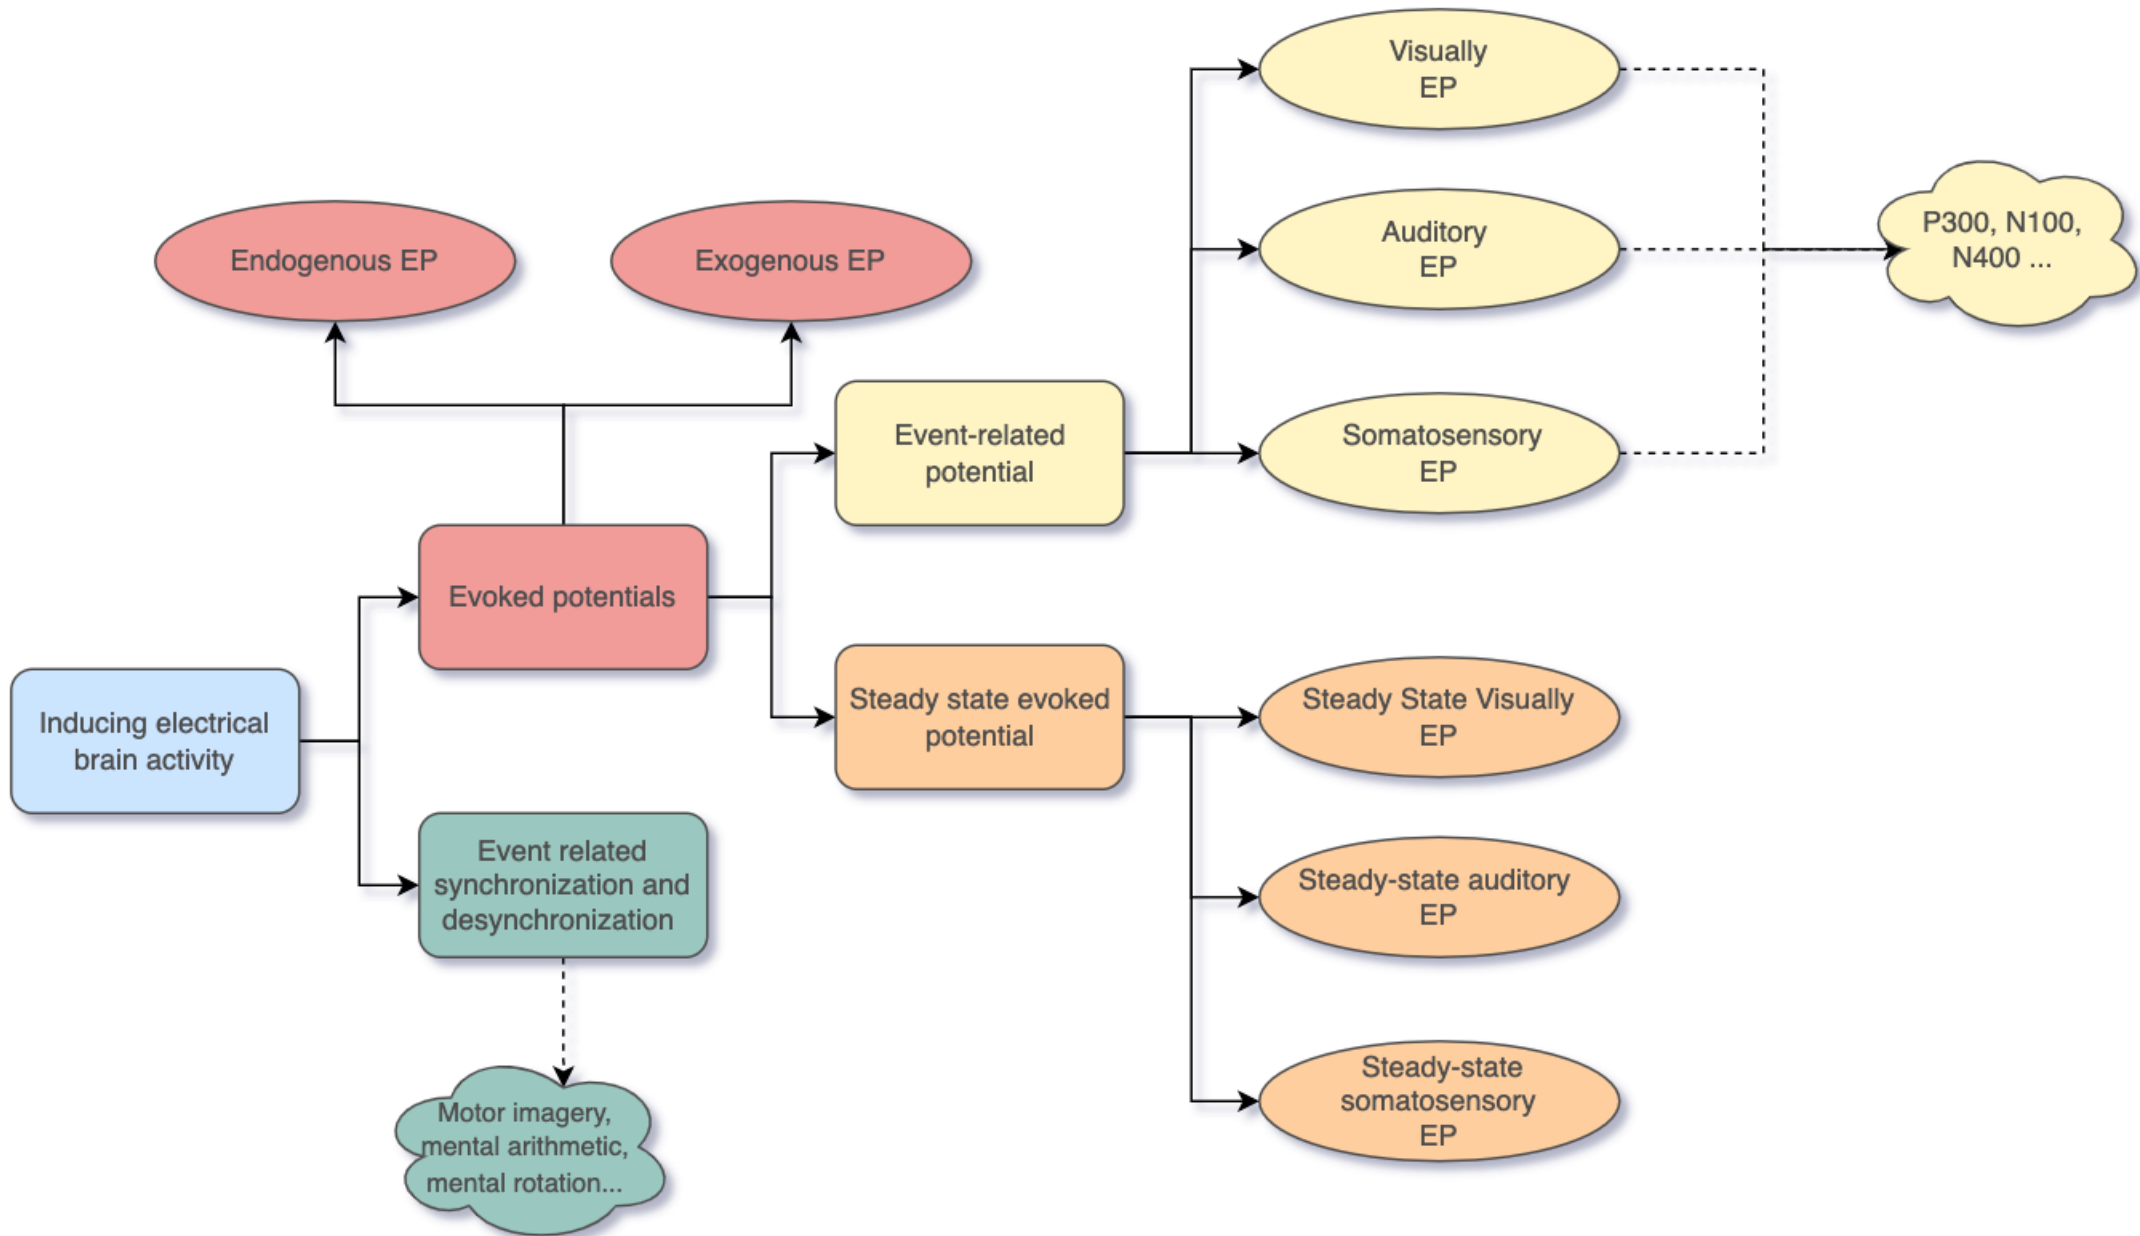 Visually
EP
Auditory
EP
P300, N100,
N400 ...
Endogenous EP
Exogenous EP
Event-related
potential
Somatosensory
EP
Evoked potentials
Inducing electrical
brain activity
Steady state evoked
potential
Steady State Visually
EP
Event related
synchronization and
desynchronization
Steady-state auditory
EP
Motor imagery,
mental arithmetic,
mental rotation...
Steady-state
somatosensory
EP